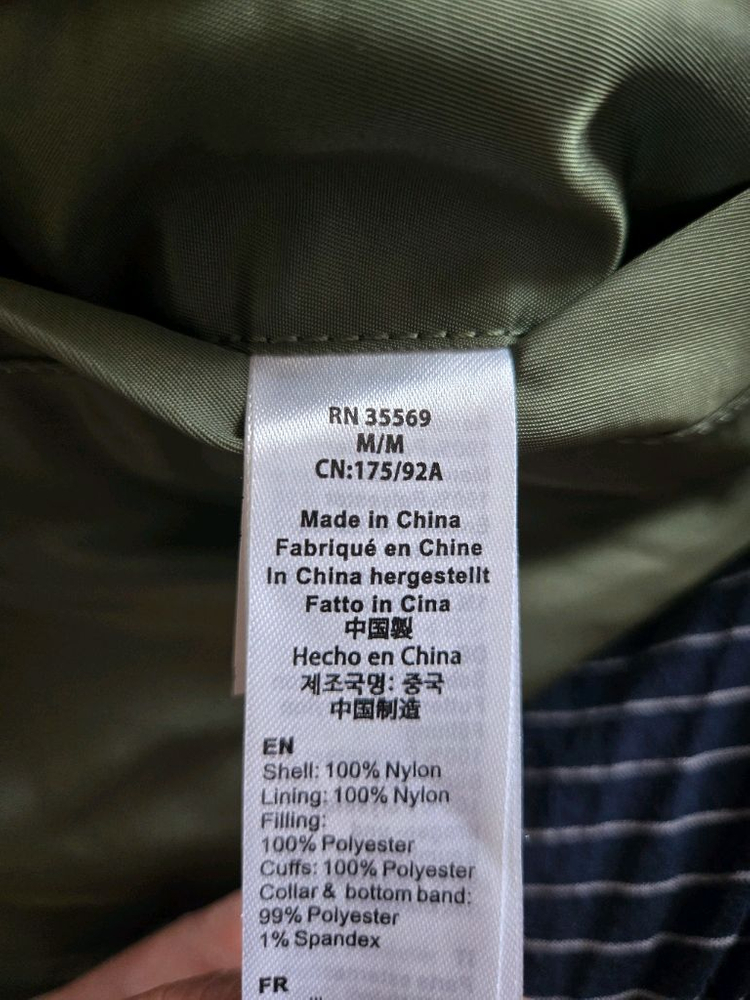 RN 35569
M/M
CN:175/92A
Made in China
Fabriqué en Chine
In China hergestellt
Fatto in Cina
中国製
Hecho en China
제조국명: 중국
中国制造
EN
Shell: 100% Nylon
Lining: 100% Nylon
Filling:
100% Polyester
Cuffs: 100% Polyester
Collar & bottom band:
99% Polyester
1% Spandex
FR